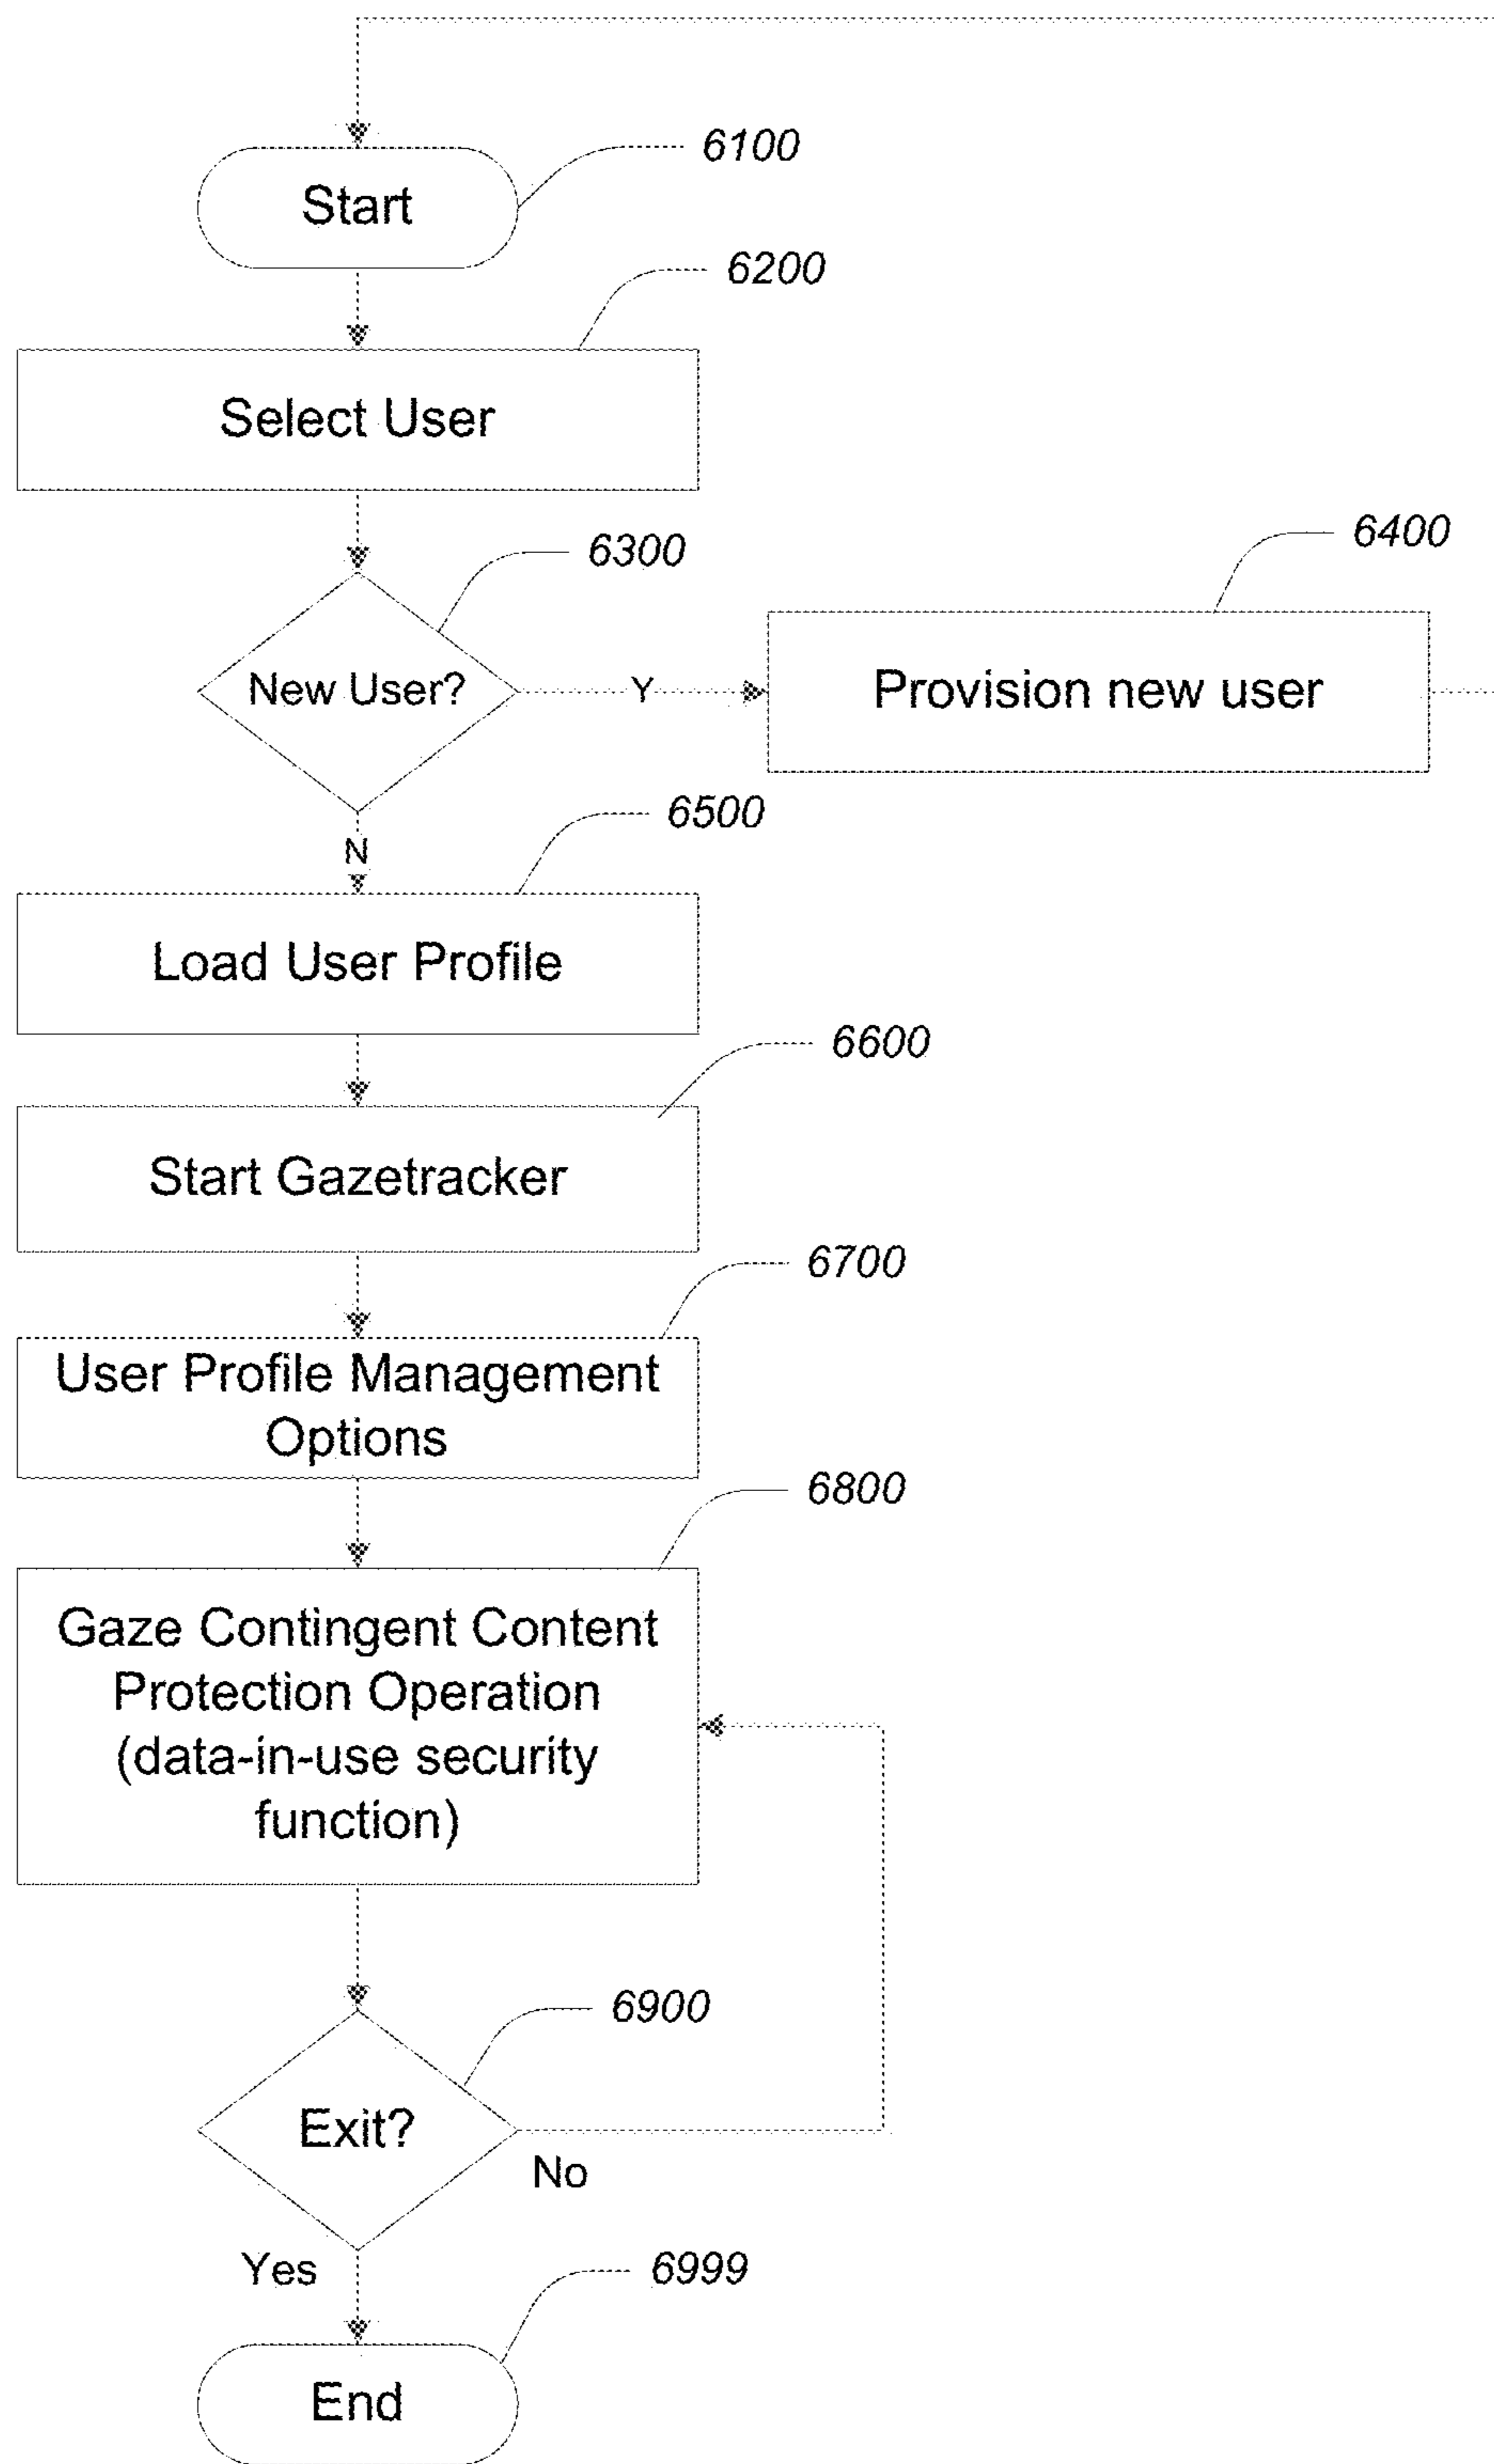 6100
Start
6200
Select User
6300
New User?
Y
6400
Provision new user
N
6500
Load User Profile
6600
Start Gazetracker
6700
User Profile Management
Options
6800
Gaze Contingent Content
Protection Operation
(data-in-use security
function)
6900
Exit?
No
Yes
6999
End